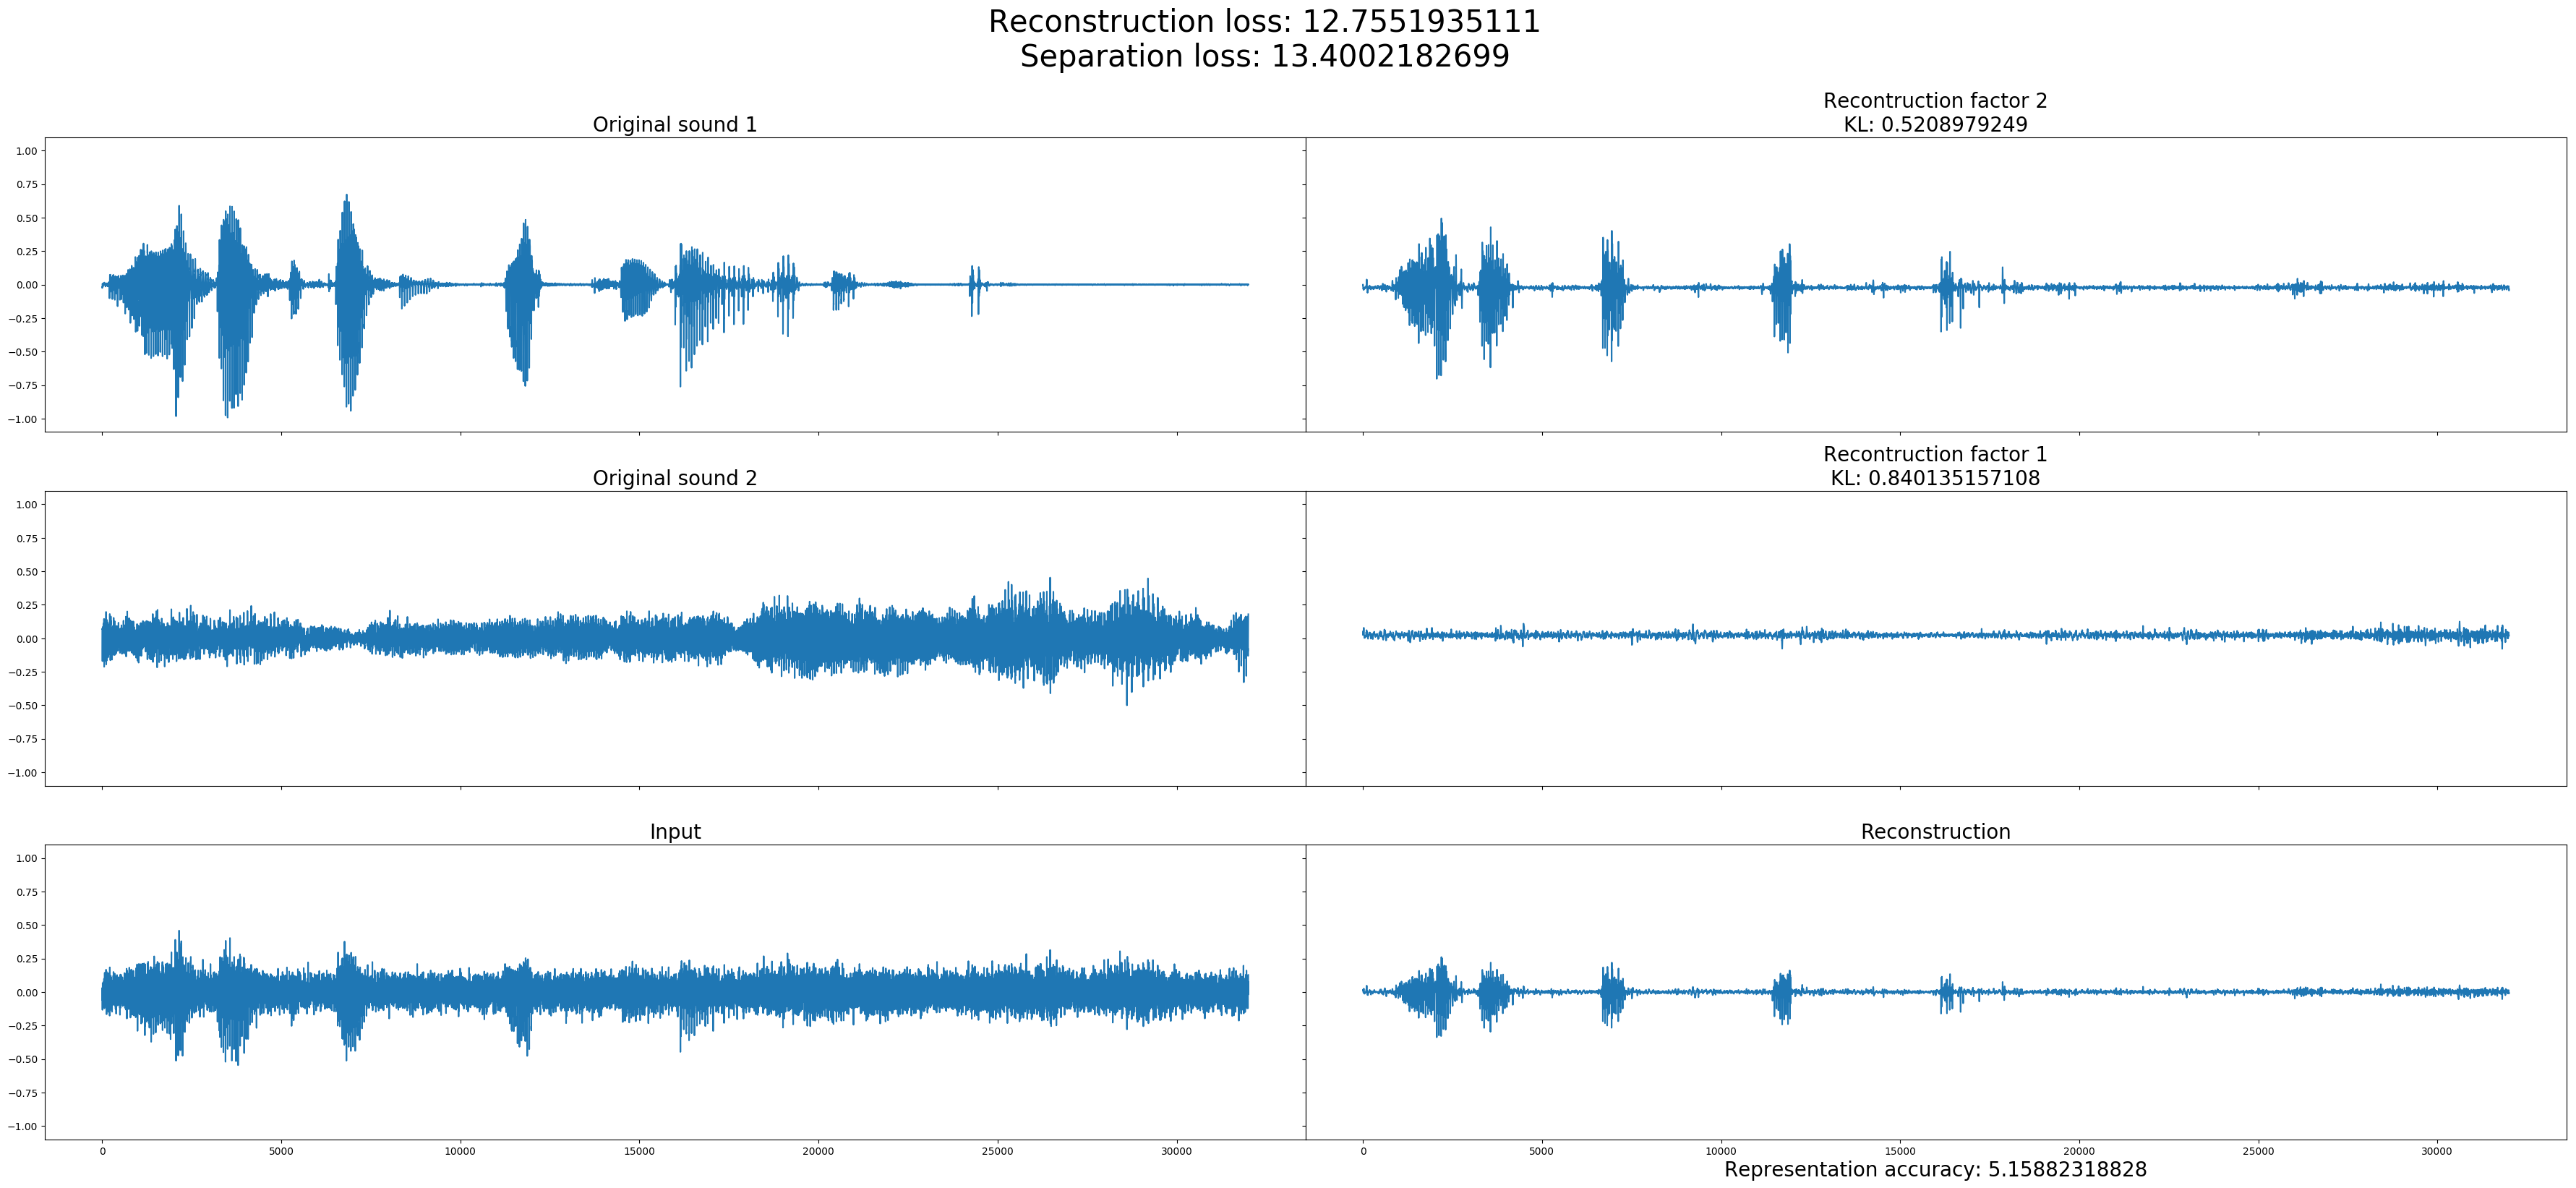 Reconstruction loss: 12.7551935111
Separation loss: 13.4002182699
Original sound 1
Recontruction factor 2
KL: 0.5208979249
1.00
0.75
0.50
0.25
0.00
−0.25
−0.50
−0.75
−1.00
Original sound 2
Recontruction factor 1
KL: 0.840135157108
1.00
0.75
0.50
0.25
0.00
−0.25
−0.50
−0.75
−1.00
Input
Reconstruction
1.00
0.75
0.50
0.25
0.00
−0.25
−0.50
−0.75
−1.00
0 5000 10000 15000 20000 25000 30000
0 5000 10000 15000 20000 25000 30000
Representation accuracy: 5.15882318828